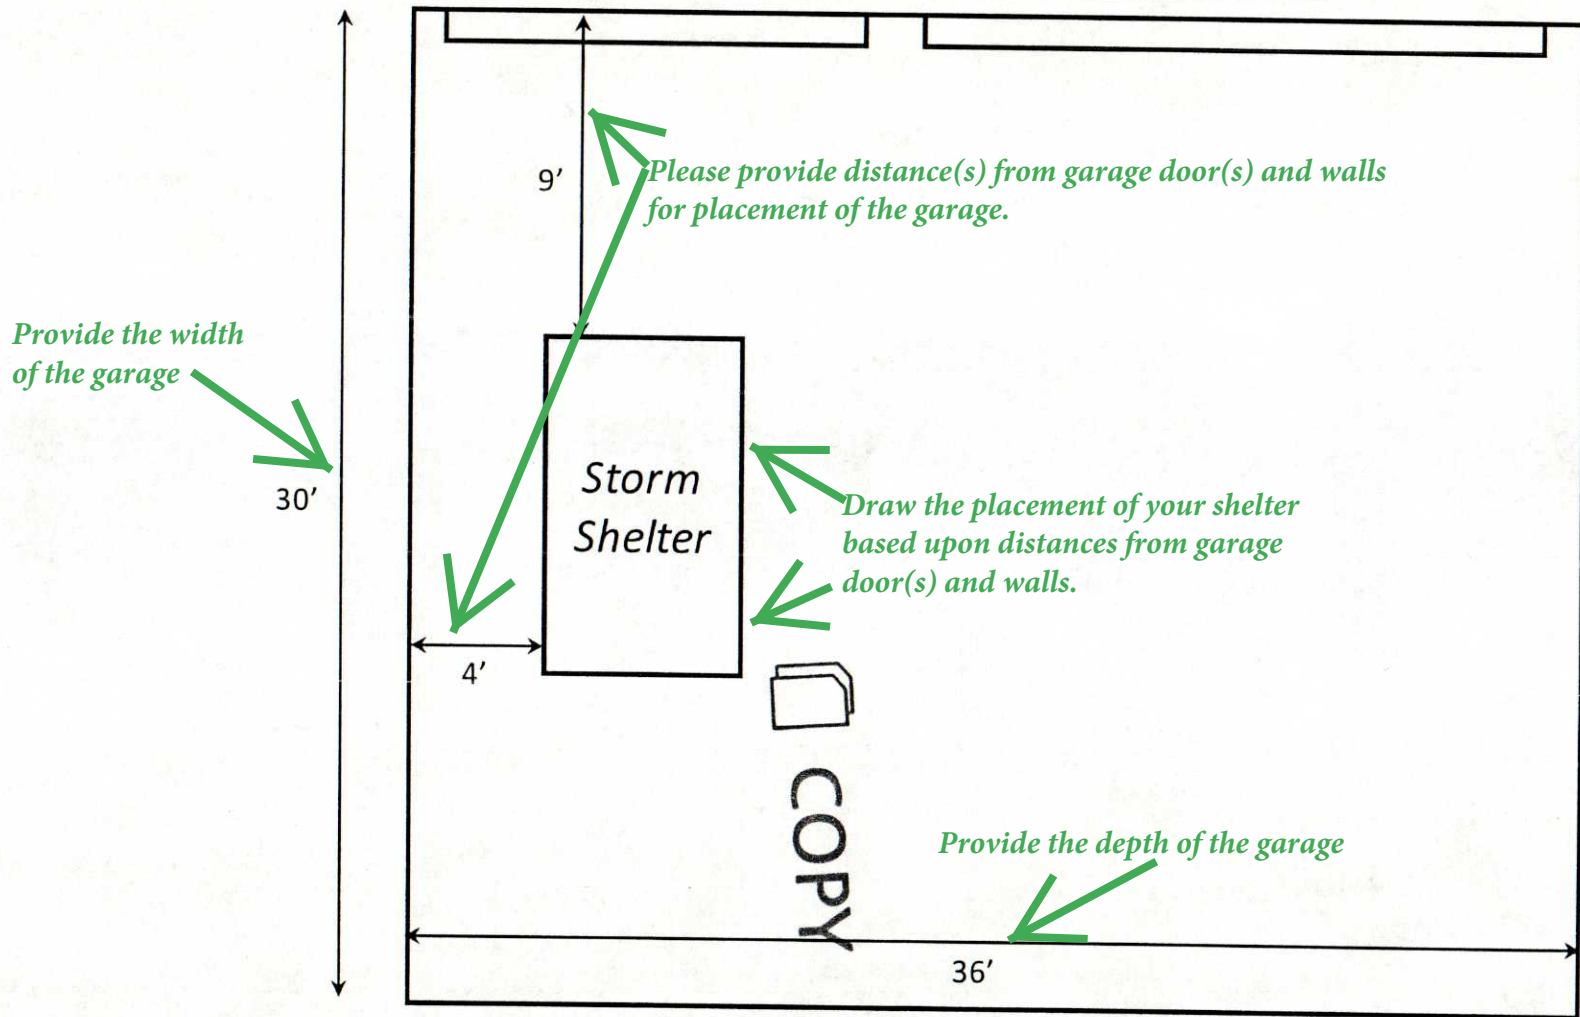 9’
Please provide distance(s) from garage door(s) and walls
for placement of the garage.
Provide the width
of the garage
30’
Storm
Shelter
Draw the placement of your shelter
based upon distances from garage
door(s) and walls.
4’
COPY
Provide the depth of the garage
36’